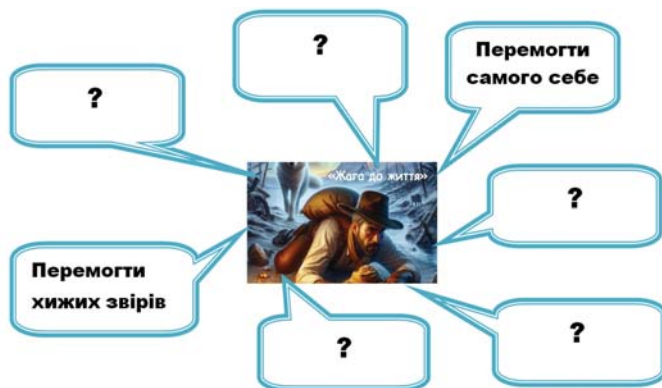 ?
?
Перемогти
самого себе
«Жага до життя»
?
Перемогти
хижих звірів
?
?